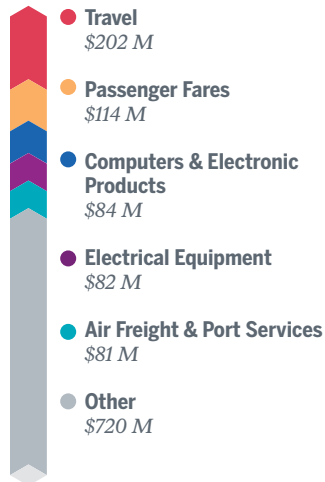 Travel
$202 M
Passenger Fares
$114 M
Computers & Electronic
Products
$84 M
Electrical Equipment
$82 M
Air Freight & Port Services
$81 M
Other
$720 M